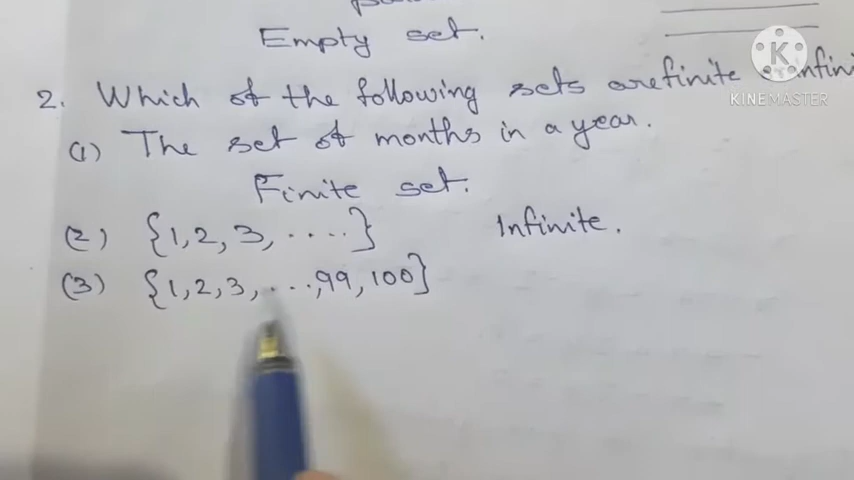 Empty set.
2. Which of the following sets are finite
(1) The set of months in a year.
Finite set.
(2) {1,2,3,.....} Infinite.
(3) {1,2,3,...,99,100}
K
KINEMASTER